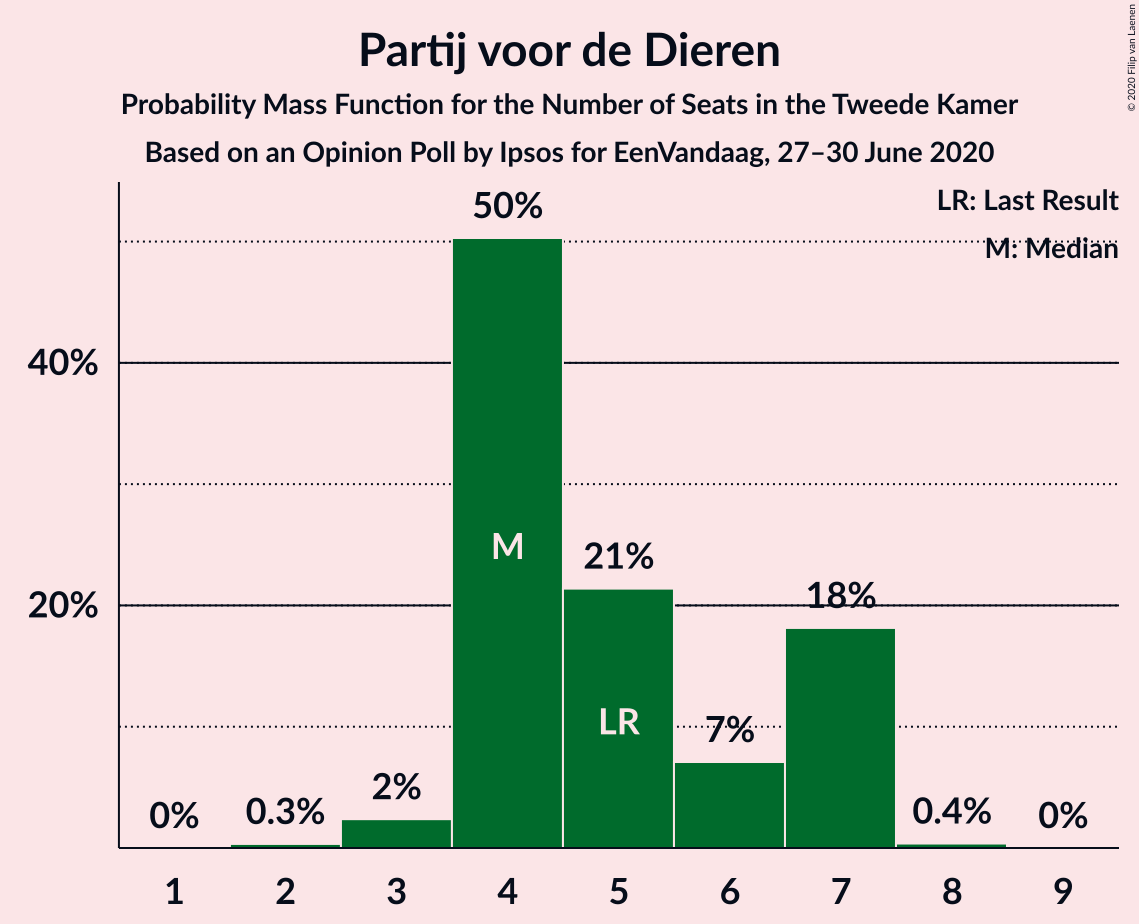 Partij voor de Dieren
Probability Mass Function for the Number of Seats in the Tweede Kamer
Based on an Opinion Poll by Ipsos for EenVandaag, 27–30 June 2020
© 2020 Filip van Laenen
LR: Last Result
M: Median
50%
40%
M
21%
20%
18%
LR
7%
2%
0%
0.3%
0.4%
0%
1 2 3 4 5 6 7 8 9